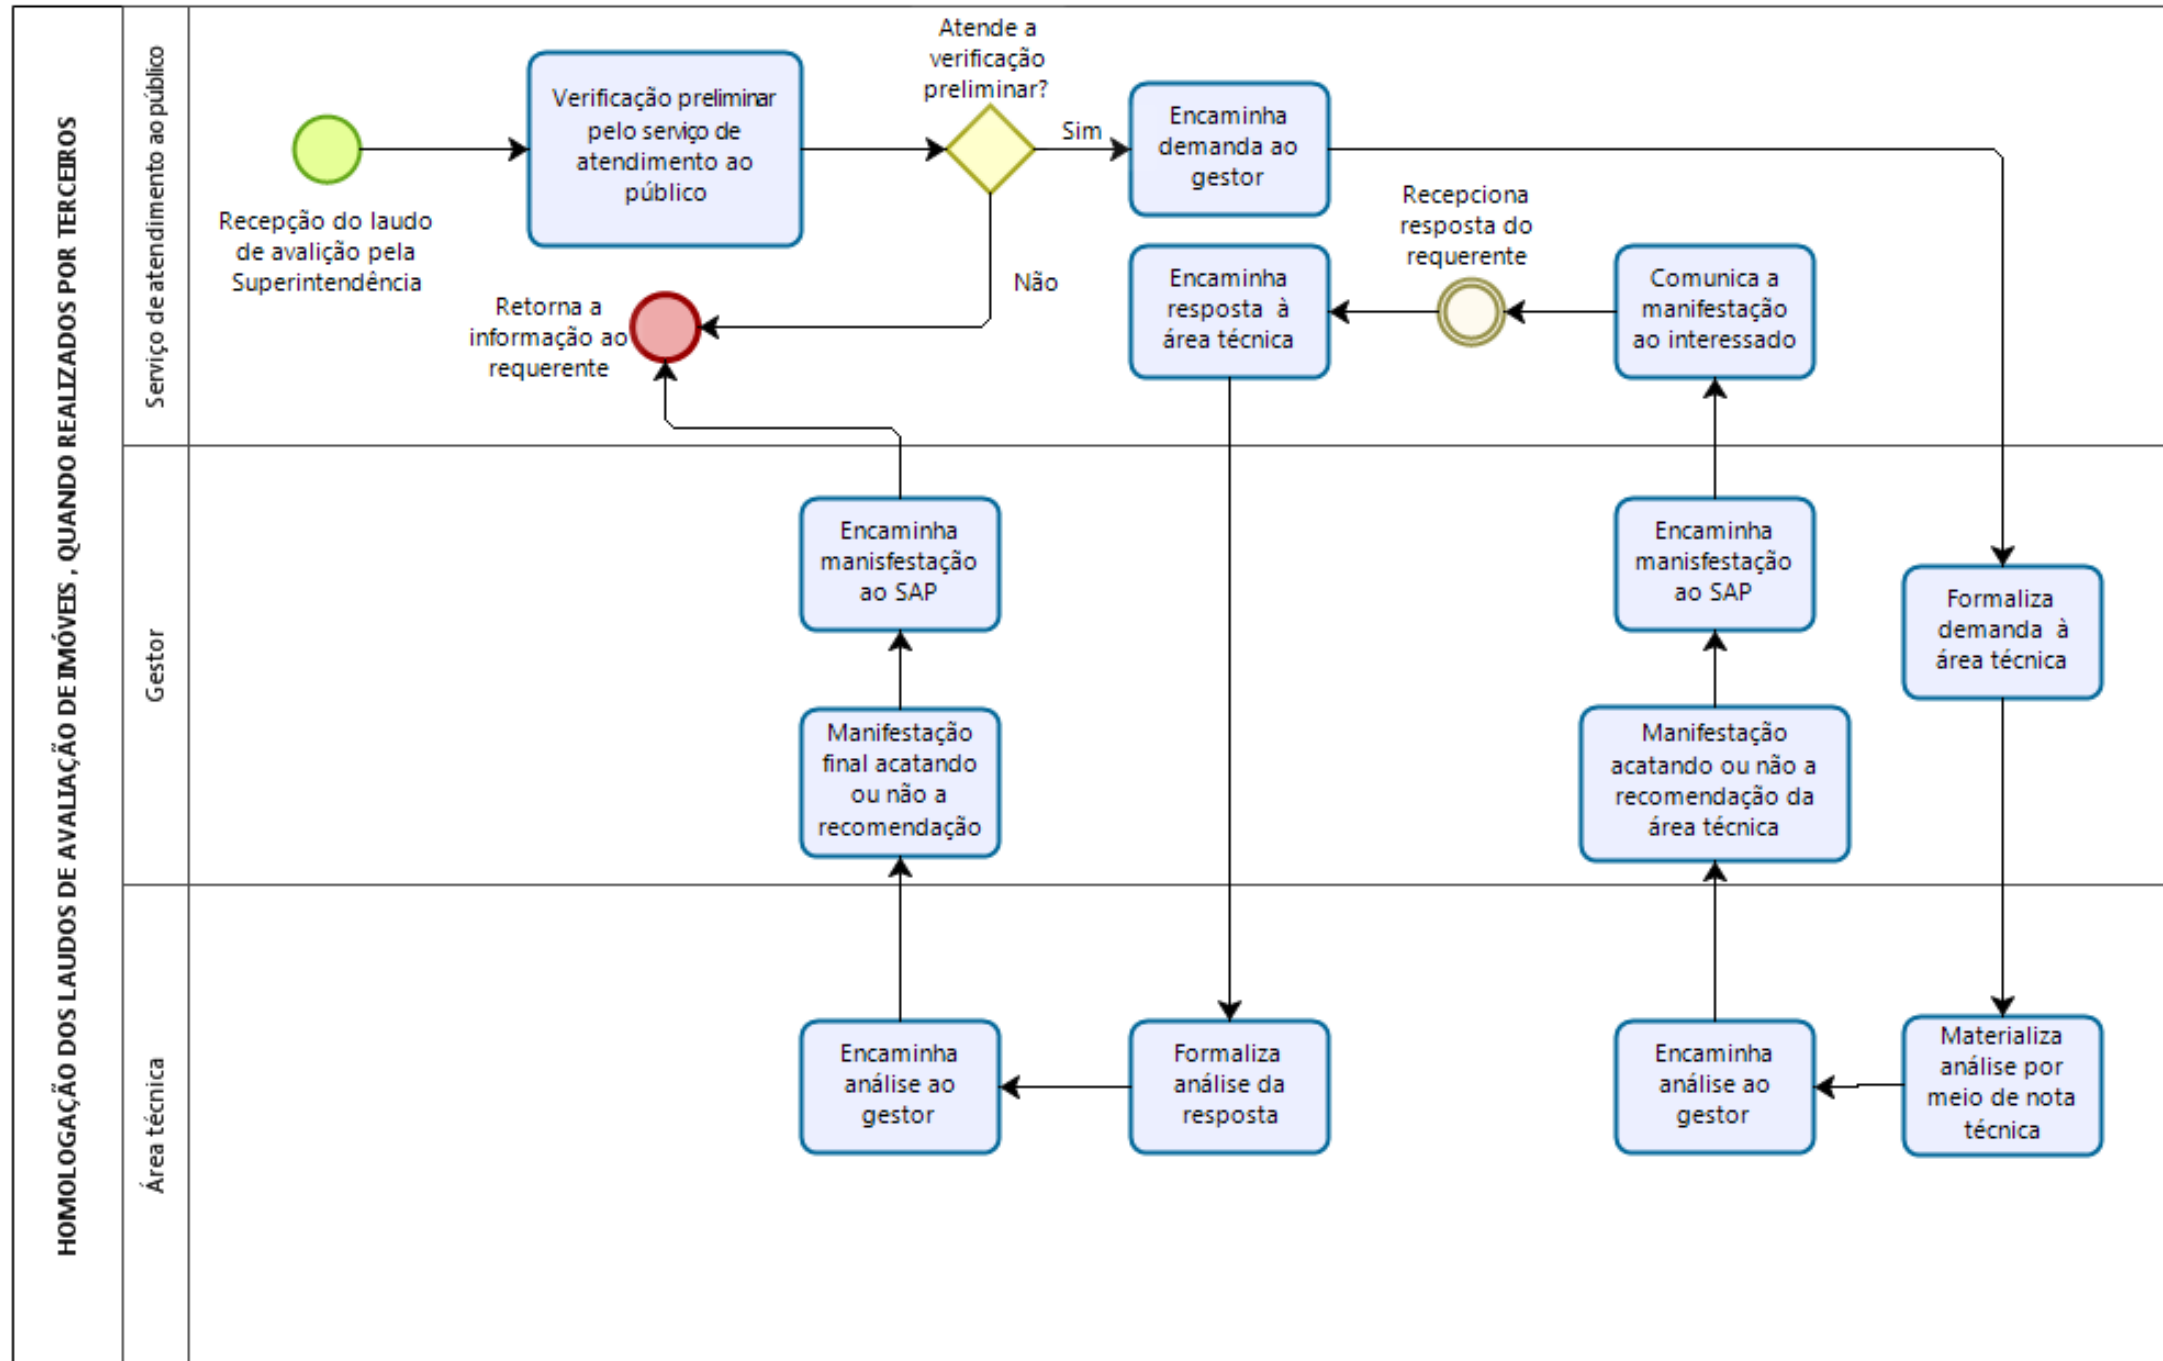 HOMOLOGAÇÃO DOS LAUDOS DE AVALIAÇÃO DE IMÓVEIS , QUANDO REALIZADOS POR TERCEIROS
Serviço de atendimento ao público
Recepção do laudo
de avalição pela
Superintendência
Verificação preliminar
pelo serviço de
atendimento ao
público
Atende a
verificação
preliminar?
Sim
Não
Encaminha
demanda ao
gestor
Retorna a
informação ao
requerente
Encaminha
resposta à
área técnica
Recepciona
resposta do
requerente
Comunica a
manifestação
ao interessado
Gestor
Encaminha
manisfestação
ao SAP
Encaminha
manisfestação
ao SAP
Formaliza
demanda à
área técnica
Manifestação
final acatando
ou não a
recomendação
Manifestação
acatando ou não a
recomendação da
área técnica
Área técnica
Encaminha
análise ao
gestor
Formaliza
análise da
resposta
Encaminha
análise ao
gestor
Materializa
análise por
meio de nota
técnica